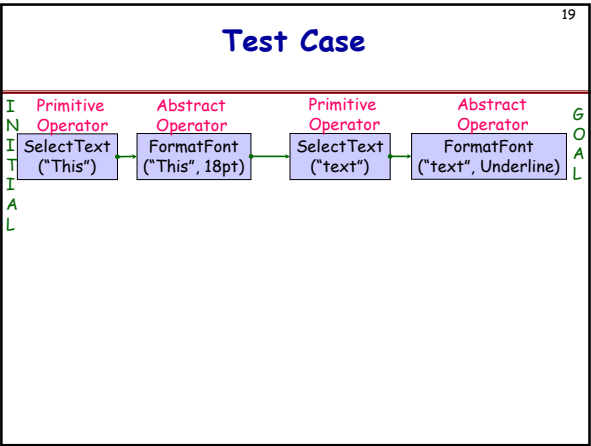 19
Test Case
INITIAL
Primitive
Operator
SelectText
("This")
Abstract
Operator
FormatFont
("This", 18pt)
Primitive
Operator
SelectText
("text")
Abstract
Operator
FormatFont
("text", Underline)
GOAL